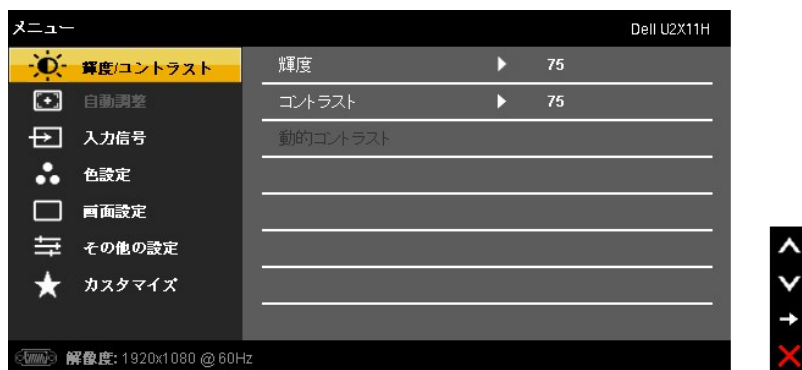 メニュー
Dell U2X11H
輝度/コントラスト
輝度 75
自動調整
コントラスト 75
入力信号
動的コントラスト
色設定
画面設定
その他の設定
カスタマイズ
解像度: 1920x1080 @ 60Hz